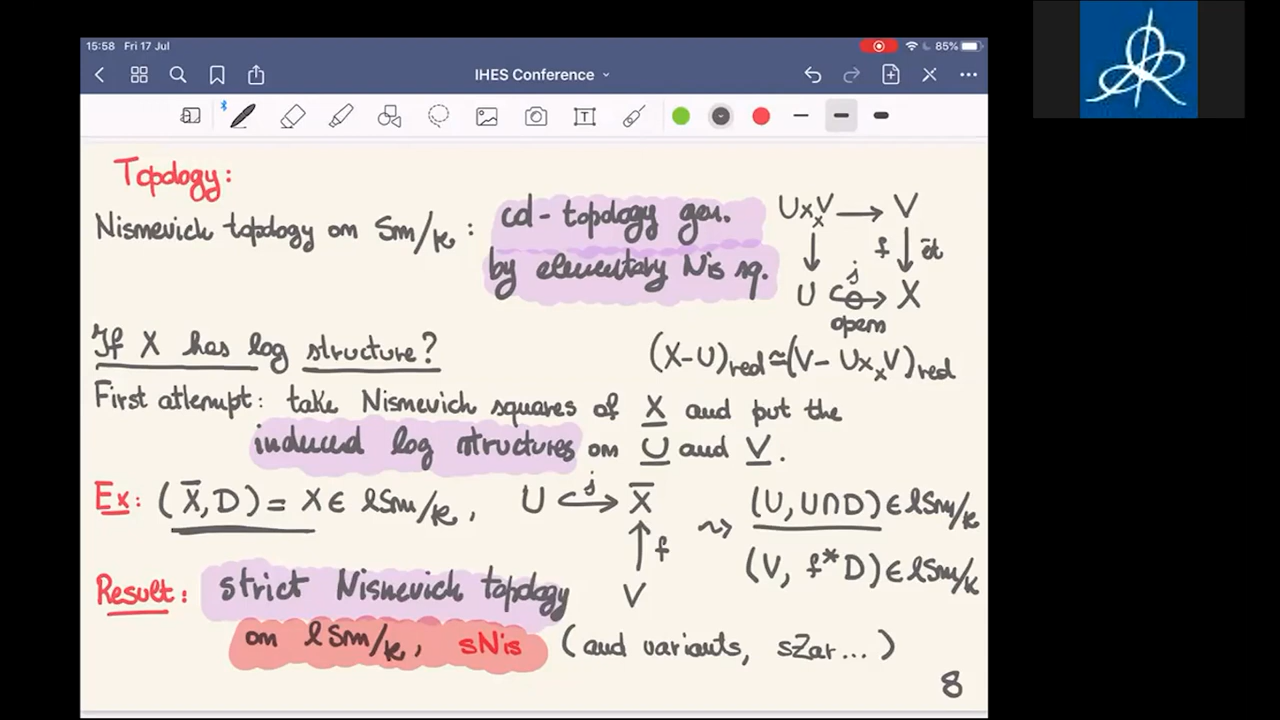 15:58 Fri 17 Jul
85%
IHES Conference
Topology:
Nisnevich topology on Sm/k : cd-topology gen.
by elementary Nis sq.
U×ₓV → V
f ét
j
U ↪ X
open
(X-U)red ≃ (V- U×ₓV)red
If X has log structure?
First attempt: take Nisnevich squares of X and put the
induced log structures on U and V.
Ex: (X̄, D) = X ∈ lSm/k, U ↪ X̄ ⇝ (U, U∩D) ∈ lSm/k
j
f
V
(V, f*D) ∈ lSm/k
Result: strict Nisnevich topology
on lSm/k, sNis (and variants, sZar...)
8